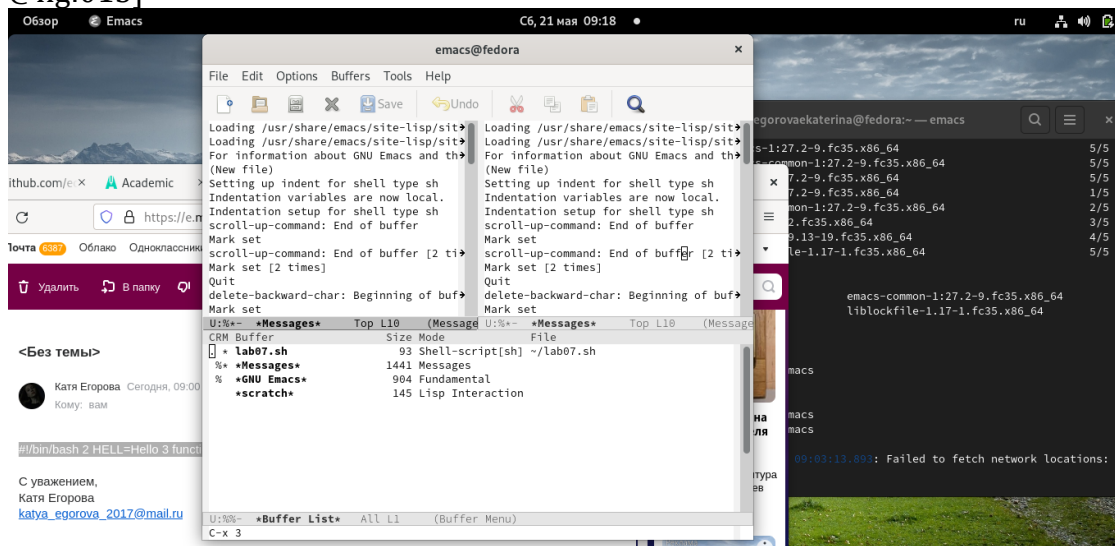 Обзор Emacs Сб, 21 мая 09:18 ru
emacs@fedora ×
File Edit Options Buffers Tools Help
Save Undo
Loading /usr/share/emacs/site-lisp/sit
Loading /usr/share/emacs/site-lisp/sit
For information about GNU Emacs and th
(New file)
Setting up indent for shell type sh
Indentation variables are now local.
Indentation setup for shell type sh
scroll-up-command: End of buffer
Mark set
scroll-up-command: End of buffer [2 ti
Mark set [2 times]
Quit
delete-backward-char: Beginning of buf
Mark set
U:%*- *Messages* Top L10 (Message
Loading /usr/share/emacs/site-lisp/sit
Loading /usr/share/emacs/site-lisp/sit
For information about GNU Emacs and th
(New file)
Setting up indent for shell type sh
Indentation variables are now local.
Indentation setup for shell type sh
scroll-up-command: End of buffer
Mark set
scroll-up-command: End of buffer [2 ti
Mark set [2 times]
Quit
delete-backward-char: Beginning of buf
Mark set
U:%*- *Messages* Top L10 (Message
CRM Buffer Size Mode File
. * lab07.sh 93 Shell-script[sh] ~/lab07.sh
%* *Messages* 1441 Messages
% *GNU Emacs* 904 Fundamental
*scratch* 145 Lisp Interaction
U:%%- *Buffer List* All L1 (Buffer Menu)
C-x 3
ithub.com/e × Academic
https://e.m
Почта 6387 Облако Одноклассник
Удалить В папку
<Без темы>
Катя Егорова Сегодня, 09:00
Кому: вам
#!/bin/bash 2 HELL=Hello 3 functi
С уважением,
Катя Егорова
katya_egorova_2017@mail.ru
egorovaekaterina@fedora:~ — emacs ×
s-1:27.2-9.fc35.x86_64 5/5
mon-1:27.2-9.fc35.x86_64 5/5
7.2-9.fc35.x86_64 5/5
7.2-9.fc35.x86_64 1/5
mon-1:27.2-9.fc35.x86_64 2/5
2.fc35.x86_64 3/5
9.13-19.fc35.x86_64 4/5
le-1.17-1.fc35.x86_64 5/5
emacs-common-1:27.2-9.fc35.x86_64
liblockfile-1.17-1.fc35.x86_64
macs
macs
macs
09:03:13.893: Failed to fetch network locations: